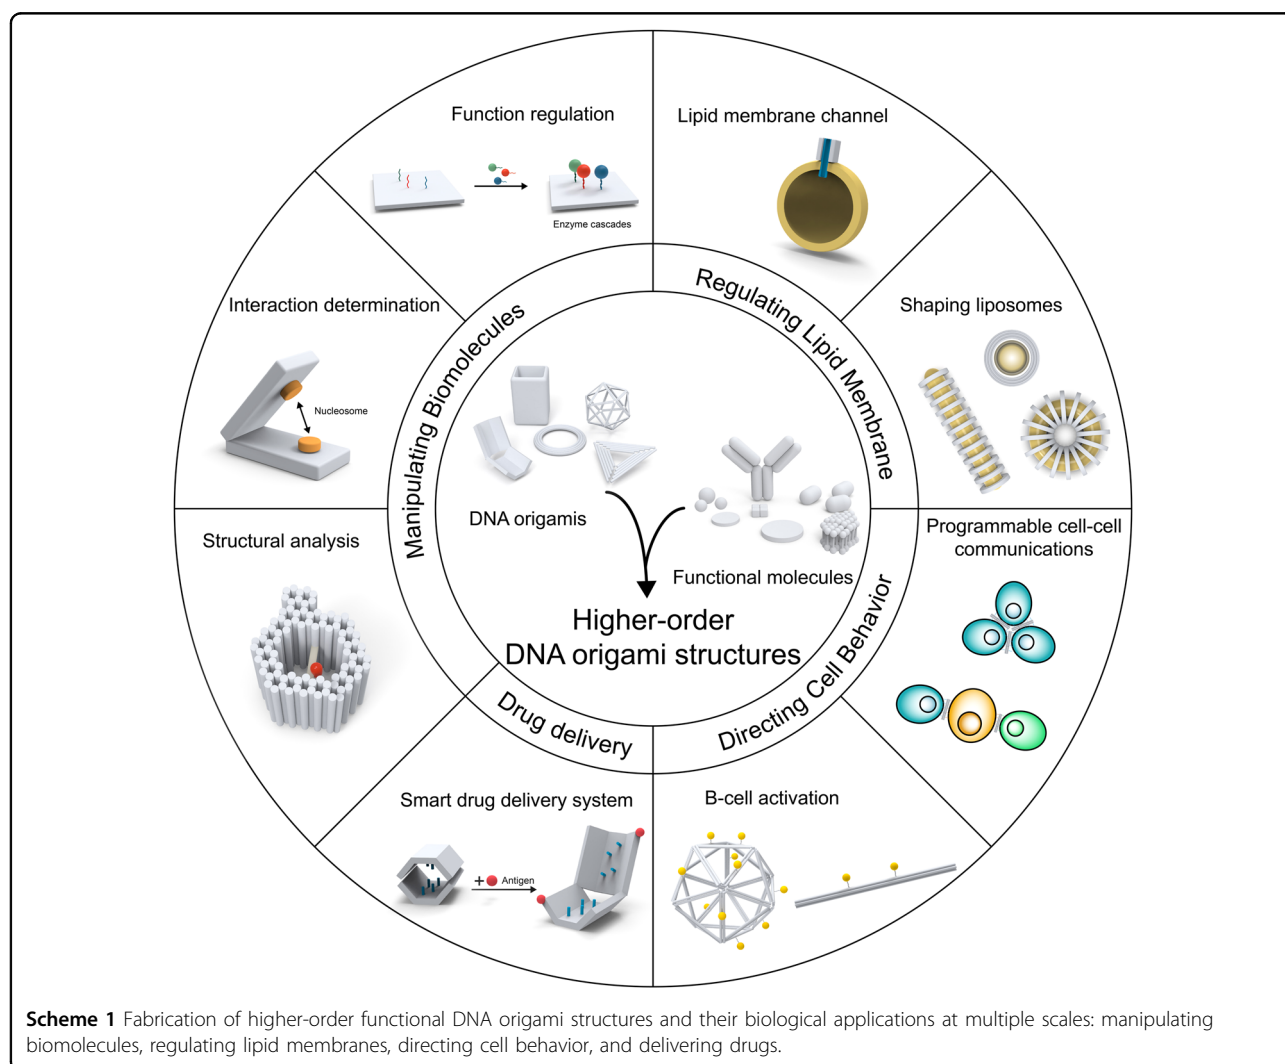 Function regulation
Enzyme cascades
Lipid membrane channel
Interaction determination
Nucleosome
Shaping liposomes
Manipulating Biomolecules
Regulating Lipid Membrane
DNA origamis
Functional molecules
Higher-order
DNA origami structures
Structural analysis
Programmable cell-cell
communications
Drug delivery
Directing Cell Behavior
Smart drug delivery system
+ Antigen
B-cell activation
Scheme 1 Fabrication of higher-order functional DNA origami structures and their biological applications at multiple scales: manipulating
biomolecules, regulating lipid membranes, directing cell behavior, and delivering drugs.